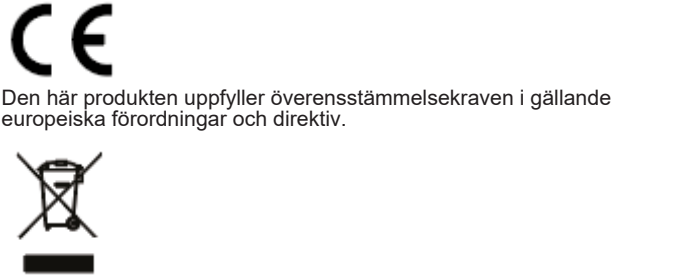 CE
Den här produkten uppfyller överensstämmelsekraven i gällande
europeiska förordningar och direktiv.